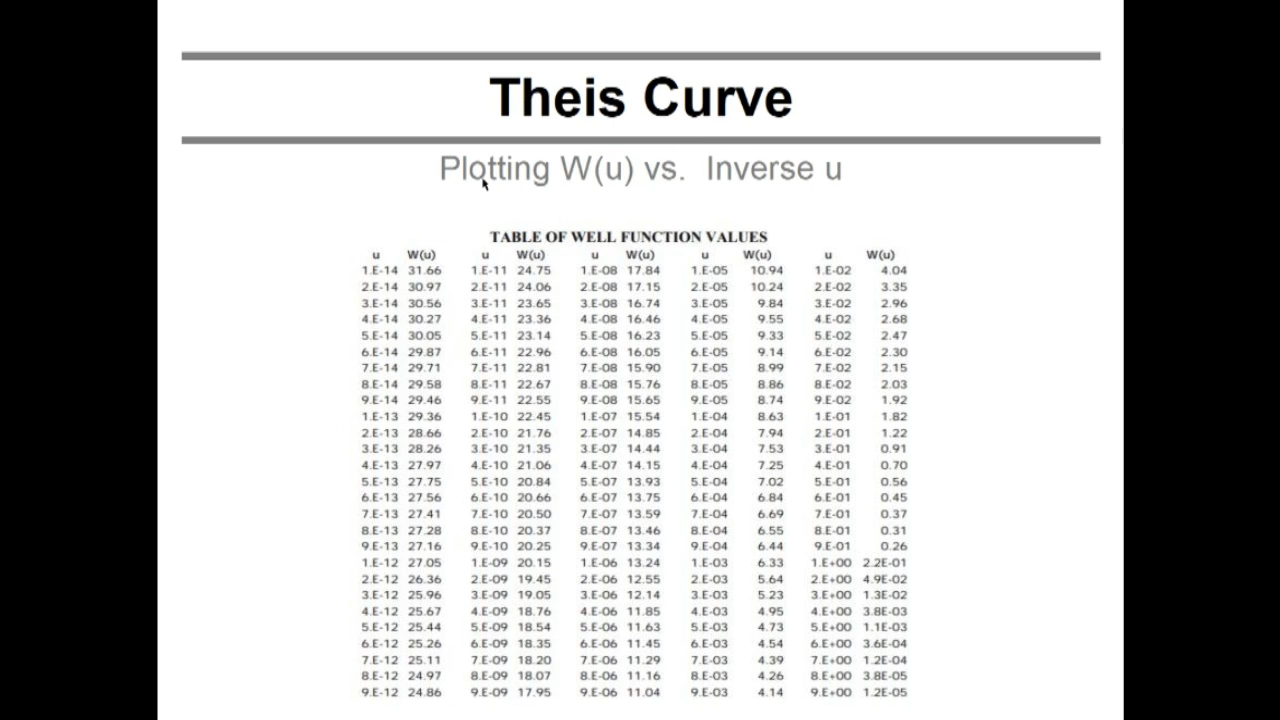 Theis Curve
Plotting W(u) vs. Inverse u
TABLE OF WELL FUNCTION VALUES
u W(u) u W(u) u W(u) u W(u) u W(u)
1.E-14 31.66 1.E-11 24.75 1.E-08 17.84 1.E-05 10.94 1.E-02 4.04
2.E-14 30.97 2.E-11 24.06 2.E-08 17.15 2.E-05 10.24 2.E-02 3.35
3.E-14 30.56 3.E-11 23.65 3.E-08 16.74 3.E-05 9.84 3.E-02 2.96
4.E-14 30.27 4.E-11 23.36 4.E-08 16.46 4.E-05 9.55 4.E-02 2.68
5.E-14 30.05 5.E-11 23.14 5.E-08 16.23 5.E-05 9.33 5.E-02 2.47
6.E-14 29.87 6.E-11 22.96 6.E-08 16.05 6.E-05 9.14 6.E-02 2.30
7.E-14 29.71 7.E-11 22.81 7.E-08 15.90 7.E-05 8.99 7.E-02 2.15
8.E-14 29.58 8.E-11 22.67 8.E-08 15.76 8.E-05 8.86 8.E-02 2.03
9.E-14 29.46 9.E-11 22.55 9.E-08 15.65 9.E-05 8.74 9.E-02 1.92
1.E-13 29.36 1.E-10 22.45 1.E-07 15.54 1.E-04 8.63 1.E-01 1.82
2.E-13 28.66 2.E-10 21.76 2.E-07 14.85 2.E-04 7.94 2.E-01 1.22
3.E-13 28.26 3.E-10 21.35 3.E-07 14.44 3.E-04 7.53 3.E-01 0.91
4.E-13 27.97 4.E-10 21.06 4.E-07 14.15 4.E-04 7.25 4.E-01 0.70
5.E-13 27.75 5.E-10 20.84 5.E-07 13.93 5.E-04 7.02 5.E-01 0.56
6.E-13 27.56 6.E-10 20.66 6.E-07 13.75 6.E-04 6.84 6.E-01 0.45
7.E-13 27.41 7.E-10 20.50 7.E-07 13.59 7.E-04 6.69 7.E-01 0.37
8.E-13 27.28 8.E-10 20.37 8.E-07 13.46 8.E-04 6.55 8.E-01 0.31
9.E-13 27.16 9.E-10 20.25 9.E-07 13.34 9.E-04 6.44 9.E-01 0.26
1.E-12 27.05 1.E-09 20.15 1.E-06 13.24 1.E-03 6.33 1.E+00 2.2E-01
2.E-12 26.36 2.E-09 19.45 2.E-06 12.55 2.E-03 5.64 2.E+00 4.9E-02
3.E-12 25.96 3.E-09 19.05 3.E-06 12.14 3.E-03 5.23 3.E+00 1.3E-02
4.E-12 25.67 4.E-09 18.76 4.E-06 11.85 4.E-03 4.95 4.E+00 3.8E-03
5.E-12 25.44 5.E-09 18.54 5.E-06 11.63 5.E-03 4.73 5.E+00 1.1E-03
6.E-12 25.26 6.E-09 18.35 6.E-06 11.45 6.E-03 4.54 6.E+00 3.6E-04
7.E-12 25.11 7.E-09 18.20 7.E-06 11.29 7.E-03 4.39 7.E+00 1.2E-04
8.E-12 24.97 8.E-09 18.07 8.E-06 11.16 8.E-03 4.26 8.E+00 3.8E-05
9.E-12 24.86 9.E-09 17.95 9.E-06 11.04 9.E-03 4.14 9.E+00 1.2E-05